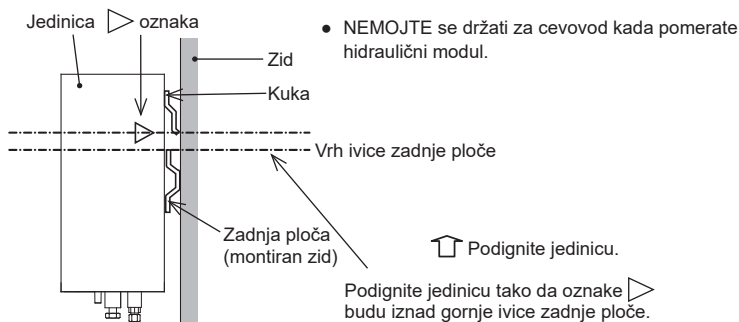 Jedinica
oznaka
● NEMOJTE se držati za cevovod kada pomerate
hidraulični modul.
Zid
Kuka
Vrh ivice zadnje ploče
Zadnja ploča
(montiran zid)
Podignite jedinicu.
Podignite jedinicu tako da oznake
budu iznad gornje ivice zadnje ploče.